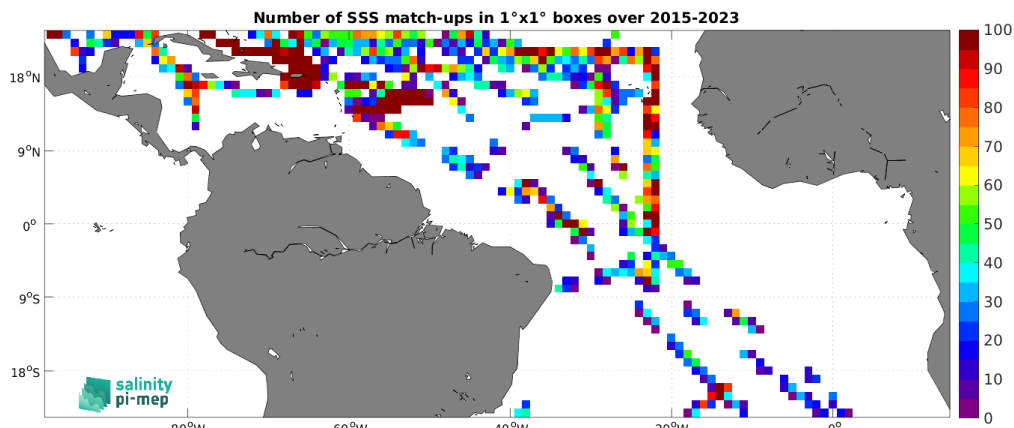 Number of SSS match-ups in 1°x1° boxes over 2015-2023
100
90
80
70
60
50
40
30
20
10
0
18°N
9°N
0°
9°S
18°S
80°W
60°W
40°W
20°W
0°
salinity
pi-mep